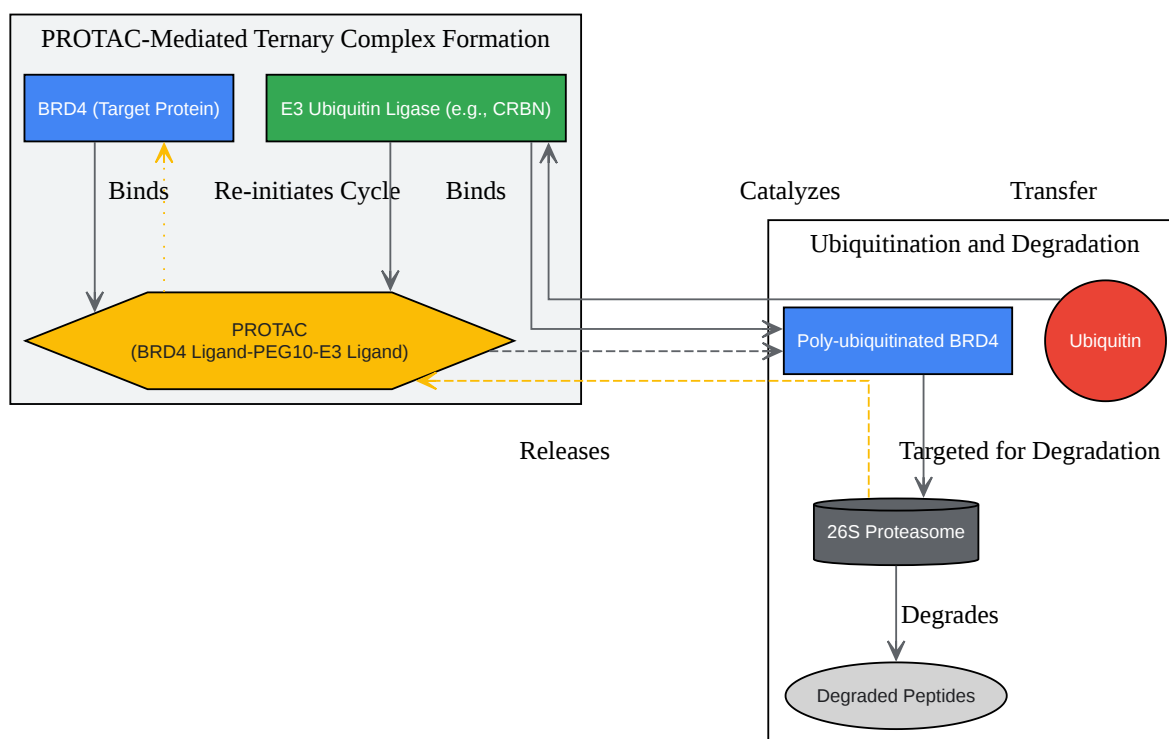 PROTAC-Mediated Ternary Complex Formation
BRD4 (Target Protein)
E3 Ubiquitin Ligase (e.g., CRBN)
Binds
Re-initiates Cycle
Binds
Catalyzes
Transfer
Ubiquitination and Degradation
PROTAC
(BRD4 Ligand-PEG10-E3 Ligand)
Poly-ubiquitinated BRD4
Ubiquitin
Releases
Targeted for Degradation
26S Proteasome
Degrades
Degraded Peptides